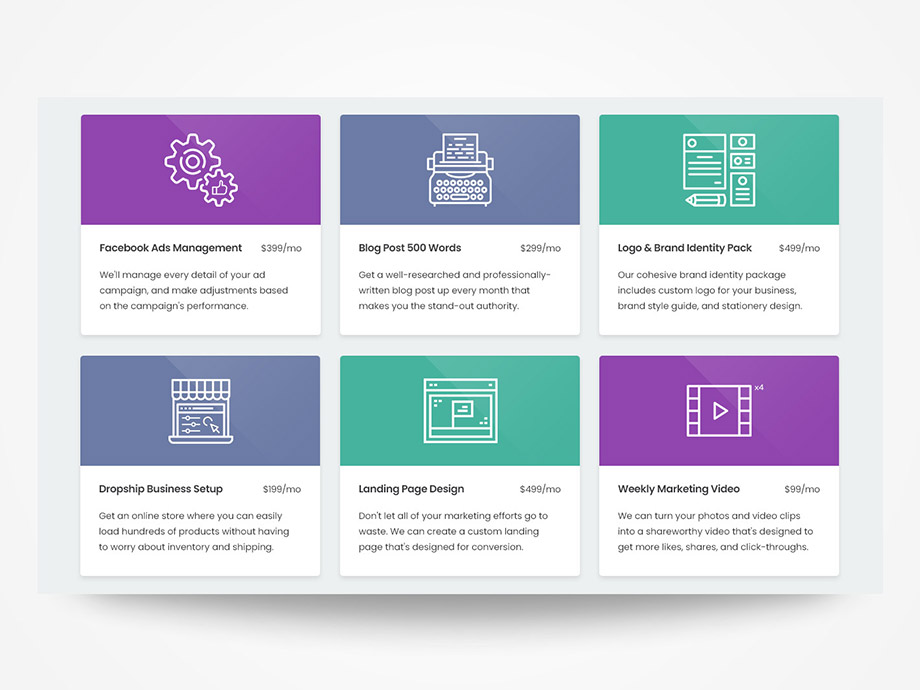 Facebook Ads Management $399/mo
We'll manage every detail of your ad
campaign, and make adjustments based
on the campaign's performance.
Blog Post 500 Words $299/mo
Get a well-researched and professionally-
written blog post up every month that
makes you the stand-out authority.
Logo & Brand Identity Pack $499/mo
Our cohesive brand identity package
includes custom logo for your business,
brand style guide, and stationery design.
Dropship Business Setup $199/mo
Get an online store where you can easily
load hundreds of products without having
to worry about inventory and shipping.
Landing Page Design $499/mo
Don't let all of your marketing efforts go to
waste. We can create a custom landing
page that's designed for conversion.
x4
Weekly Marketing Video $99/mo
We can turn your photos and video clips
into a shareworthy video that's designed to
get more likes, shares, and click-throughs.